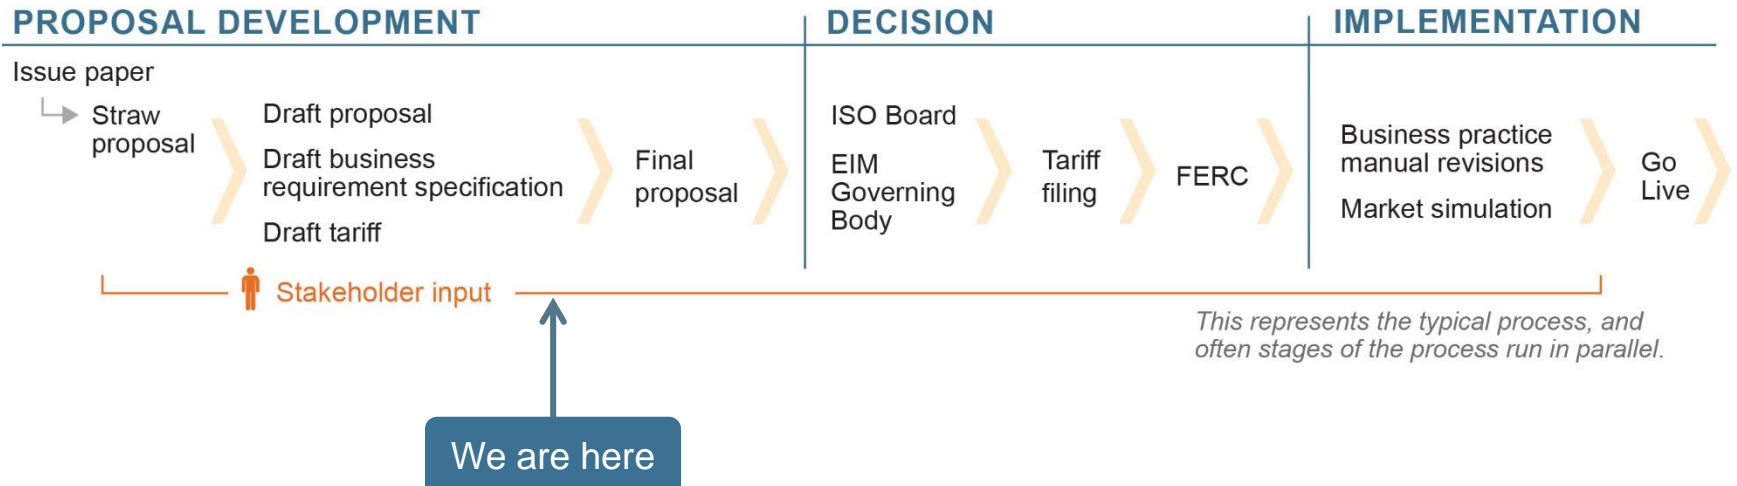 PROPOSAL DEVELOPMENT
DECISION
IMPLEMENTATION
Issue paper
Straw
proposal
Draft proposal
Draft business
requirement specification
Draft tariff
Final
proposal
ISO Board
EIM
Governing
Body
Tariff
filing
FERC
Business practice
manual revisions
Market simulation
Go
Live
Stakeholder input
This represents the typical process, and
often stages of the process run in parallel.
We are here